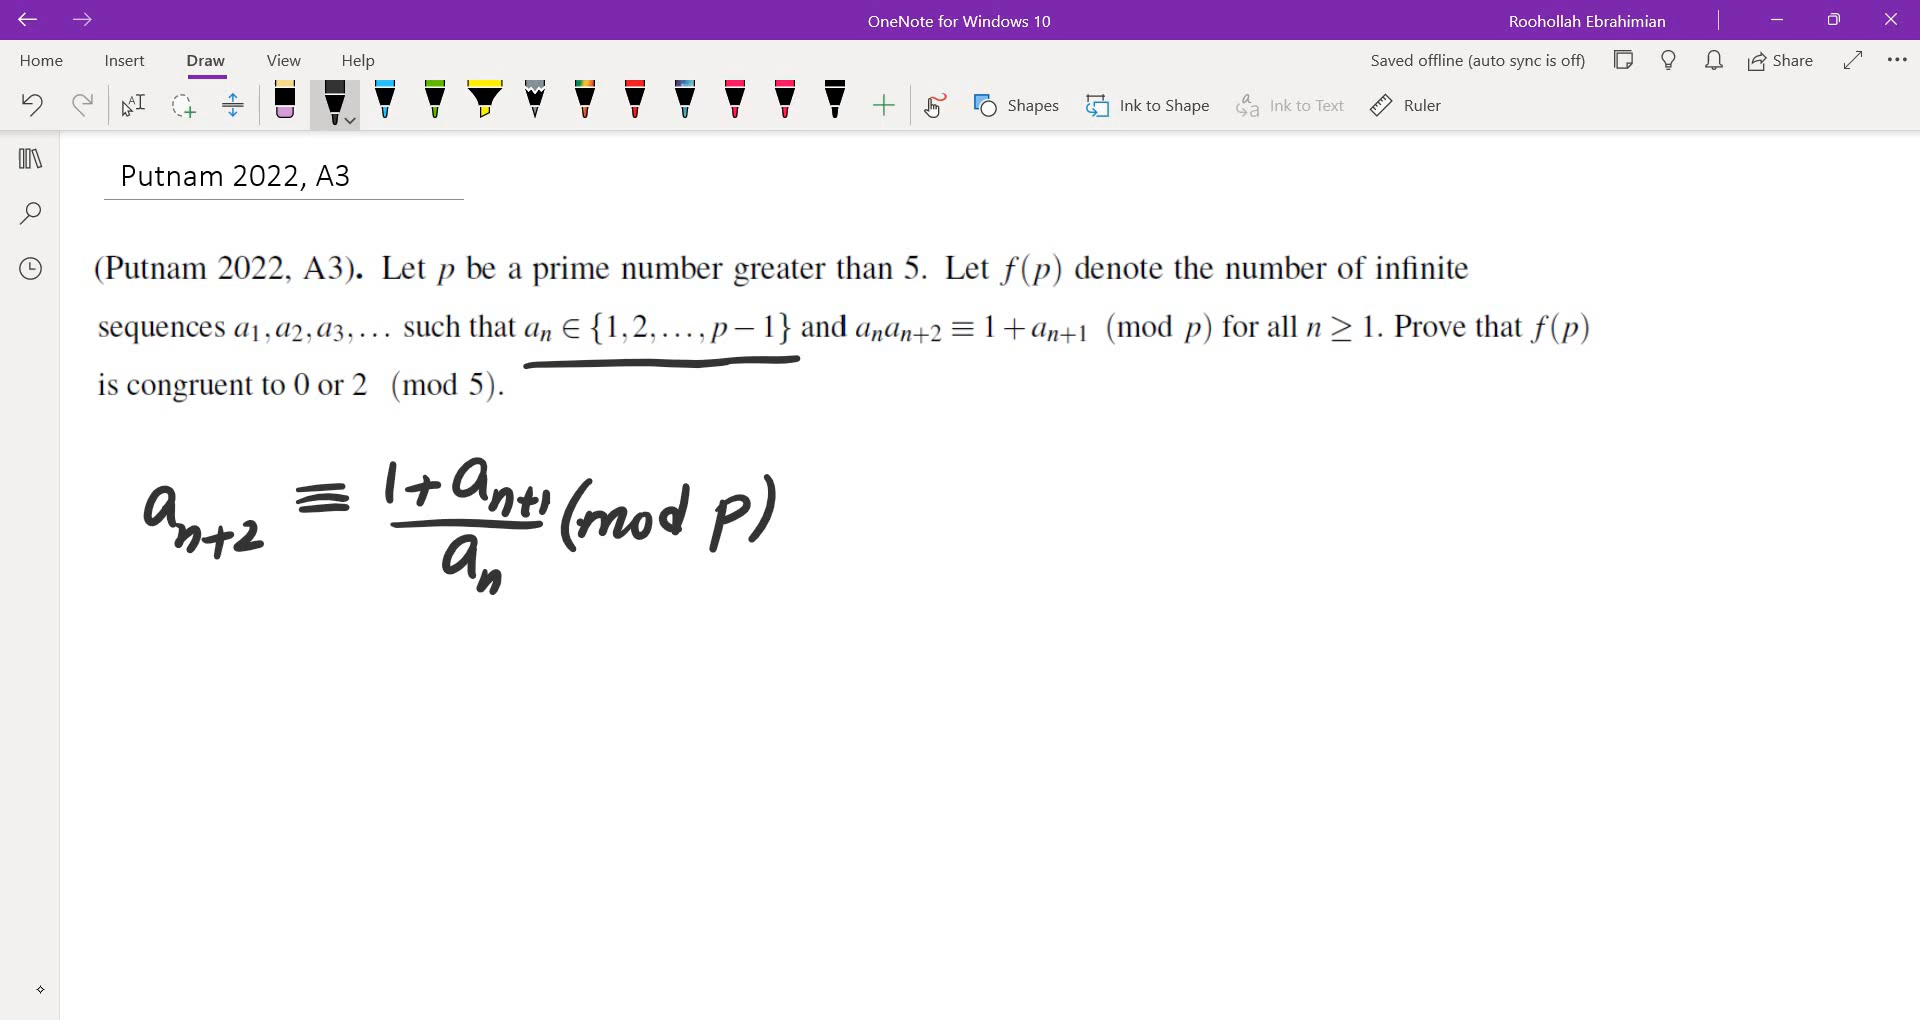 OneNote for Windows 10
Roohollah Ebrahimian
Home Insert Draw View Help
Saved offline (auto sync is off) Share
Shapes Ink to Shape Ink to Text Ruler
Putnam 2022, A3
(Putnam 2022, A3). Let p be a prime number greater than 5. Let f(p) denote the number of infinite
sequences a₁,a₂,a₃,... such that aₙ ∈ {1,2,...,p−1} and aₙaₙ₊₂ ≡ 1+aₙ₊₁ (mod p) for all n ≥ 1. Prove that f(p)
is congruent to 0 or 2 (mod 5).
aₙ₊₂ ≡ (1+aₙ₊₁)/aₙ (mod p)